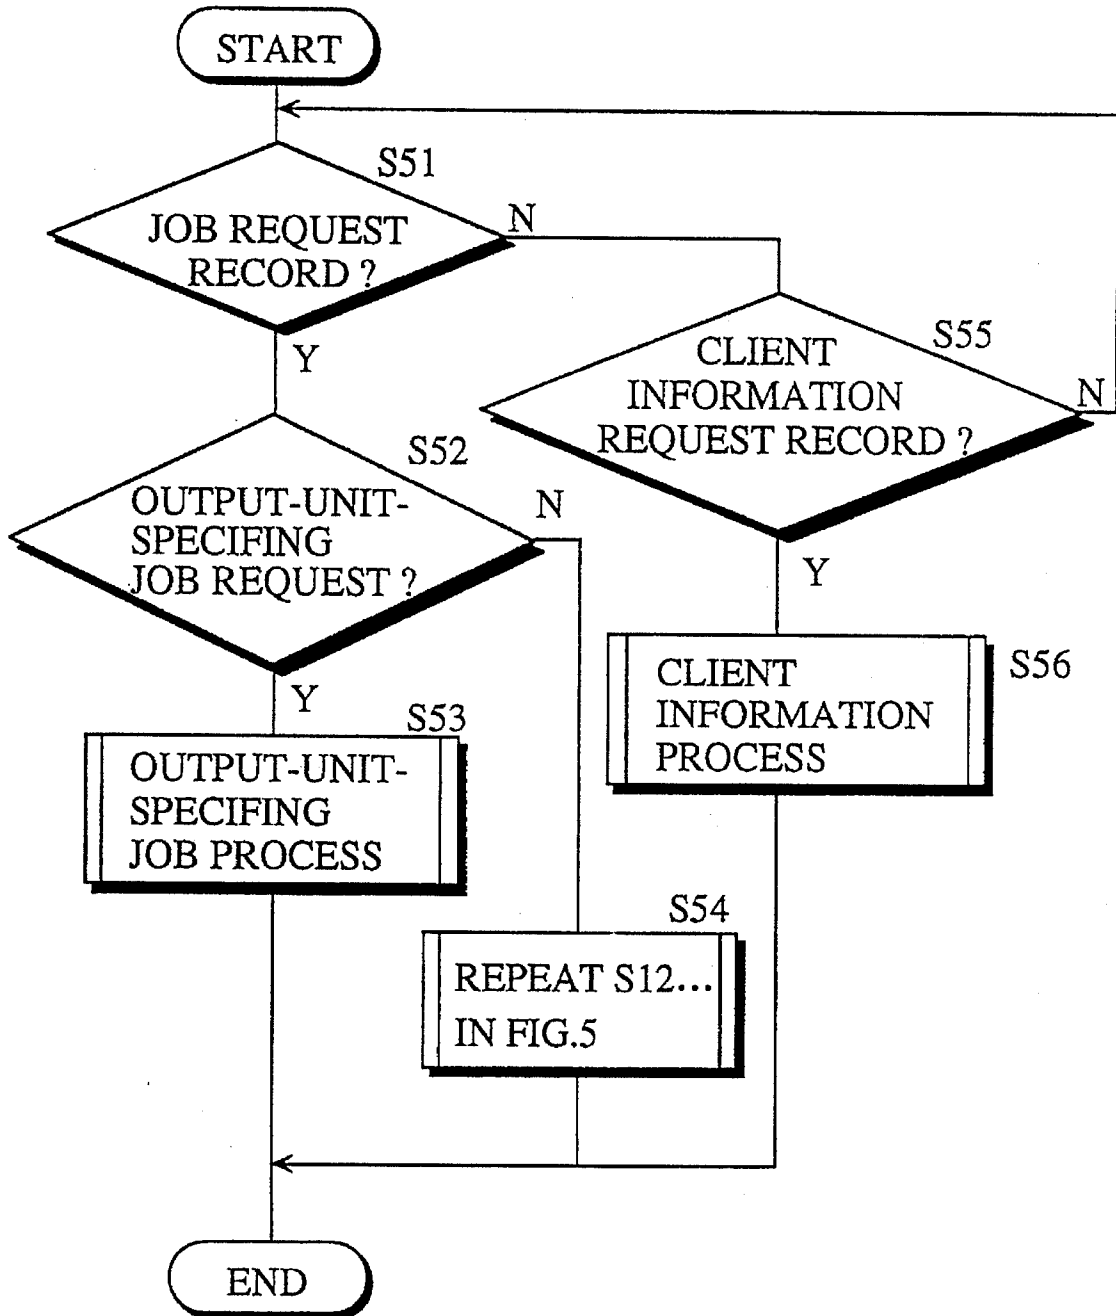 START
S51
JOB REQUEST
RECORD ?
N
Y
S55
CLIENT
INFORMATION
REQUEST RECORD ?
N
Y
S52
OUTPUT-UNIT-
SPECIFING
JOB REQUEST ?
N
Y
S56
CLIENT
INFORMATION
PROCESS
S53
OUTPUT-UNIT-
SPECIFING
JOB PROCESS
S54
REPEAT S12...
IN FIG.5
END